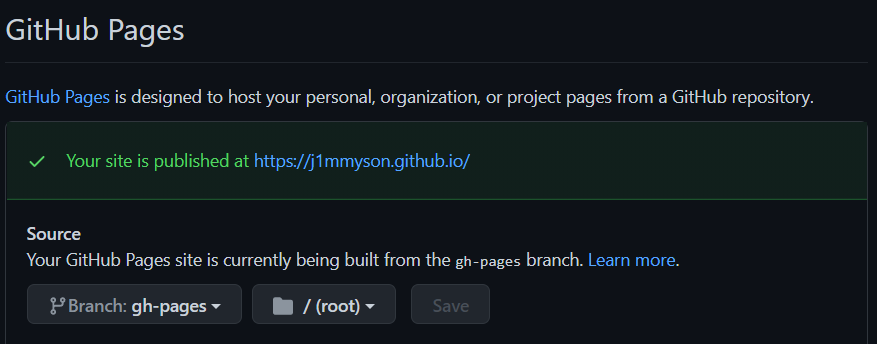 GitHub Pages
GitHub Pages is designed to host your personal, organization, or project pages from a GitHub repository.
Your site is published at https://j1mmyson.github.io/
Source
Your GitHub Pages site is currently being built from the gh-pages branch. Learn more.
Branch: gh-pages / (root) Save